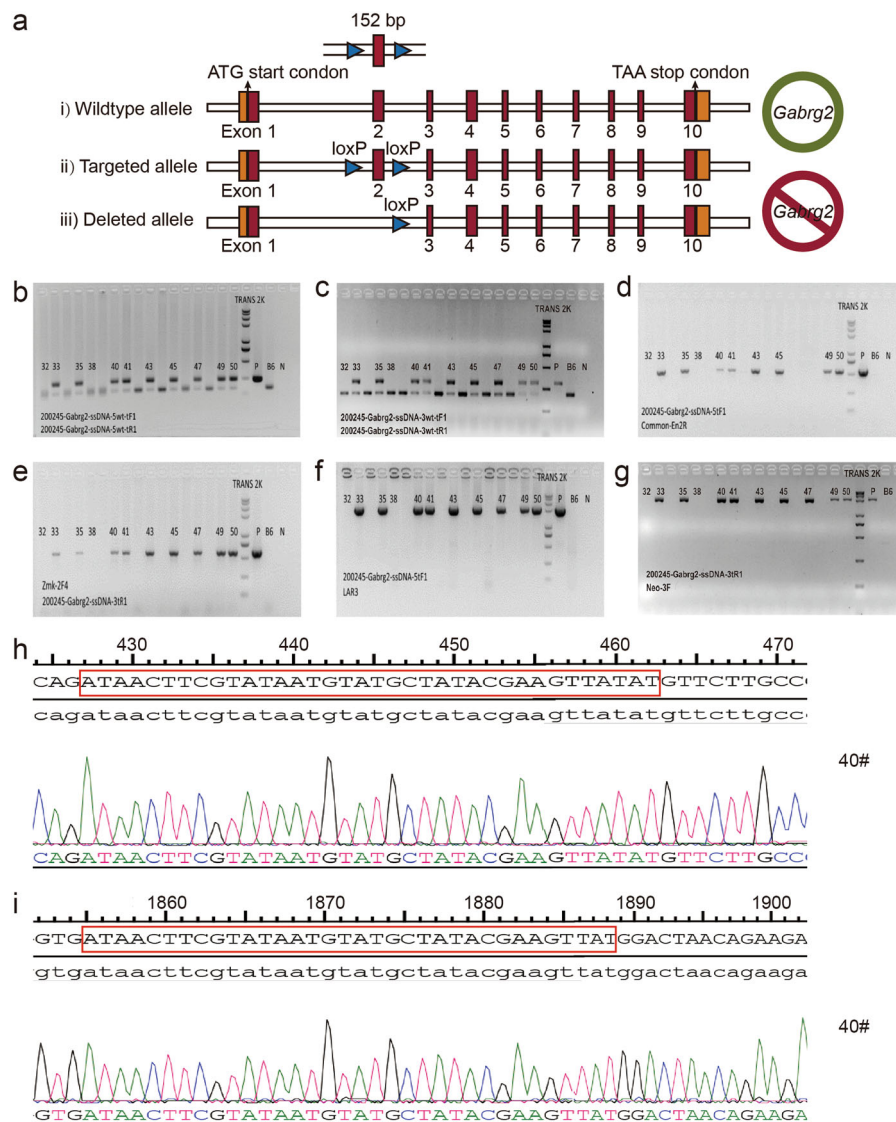 a
152 bp
ATG start condon
TAA stop condon
i) Wildtype allele
Gabrg2
Exon 1 2 3 4 5 6 7 8 9 10
loxP loxP
ii) Targeted allele
Exon 1 2 3 4 5 6 7 8 9 10
loxP
iii) Deleted allele
Gabrg2
Exon 1 3 4 5 6 7 8 9 10
b
TRANS 2K
32 33 35 38 40 41 43 45 47 49 50 P B6 N
200245-Gabrg2-ssDNA-5wt-tF1
200245-Gabrg2-ssDNA-5wt-tR1
c
TRANS 2K
32 33 35 38 40 41 43 45 47 49 50 P B6 N
200245-Gabrg2-ssDNA-3wt-tF1
200245-Gabrg2-ssDNA-3wt-tR1
d
TRANS 2K
32 33 35 38 40 41 43 45 49 50 P B6 N
200245-Gabrg2-ssDNA-5tF1
Common-En2R
e
TRANS 2K
32 33 35 38 40 41 43 45 47 49 50 P B6 N
Zmk-2F4
200245-Gabrg2-ssDNA-3tR1
f
TRANS 2K
32 33 35 38 40 41 43 45 47 49 50 P B6 N
200245-Gabrg2-ssDNA-5tF1
LAR3
g
TRANS 2K
32 33 35 38 40 41 43 45 47 49 50 P B6
200245-Gabrg2-ssDNA-3tR1
Neo-3F
h
430 440 450 460 470
CAGATAACTTCGTATAATGTATGCTATACGAAGTTATATGTTCTTGCC
cagataacttcgtataatgtatgctatacgaagttatatgttcttgcc
40#
CAGATAACTTCGTATAATGTATGCTATACGAAGTTATATGTTCTTGCC
i
1860 1870 1880 1890 1900
GTGATAACTTCGTATAATGTATGCTATACGAAGTTATGGACTAACAGAAGA
gtgataacttcgtataatgtatgctatacgaagttatggactaacagaaga
40#
GTGATAACTTCGTATAATGTATGCTATACGAAGTTATGGACTAACAGAAGA